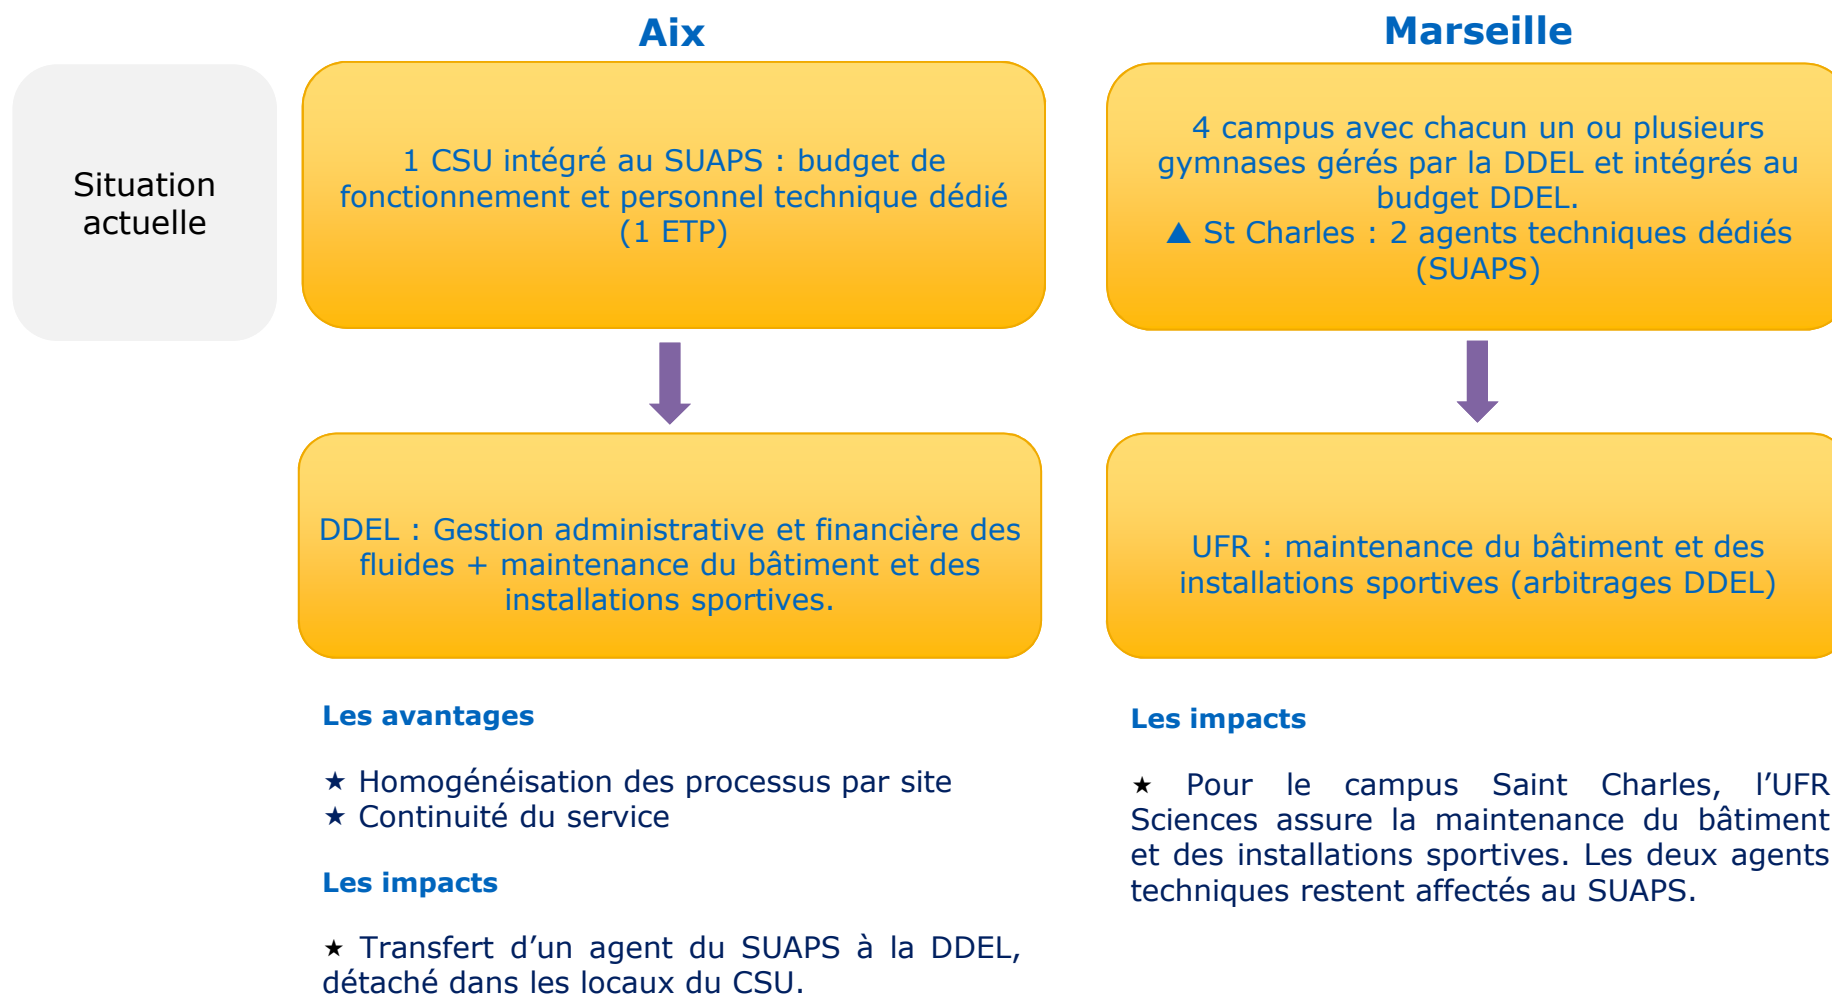 Aix
Marseille
Situation
actuelle
1 CSU intégré au SUAPS : budget de
fonctionnement et personnel technique dédié
(1 ETP)
4 campus avec chacun un ou plusieurs
gymnases gérés par la DDEL et intégrés au
budget DDEL.
▲ St Charles : 2 agents techniques dédiés
(SUAPS)
DDEL : Gestion administrative et financière des
fluides + maintenance du bâtiment et des
installations sportives.
UFR : maintenance du bâtiment et des
installations sportives (arbitrages DDEL)
Les avantages
★ Homogénéisation des processus par site
★ Continuité du service
Les impacts
★ Transfert d’un agent du SUAPS à la DDEL,
détaché dans les locaux du CSU.
Les impacts
★ Pour le campus Saint Charles, l’UFR
Sciences assure la maintenance du bâtiment
et des installations sportives. Les deux agents
techniques restent affectés au SUAPS.